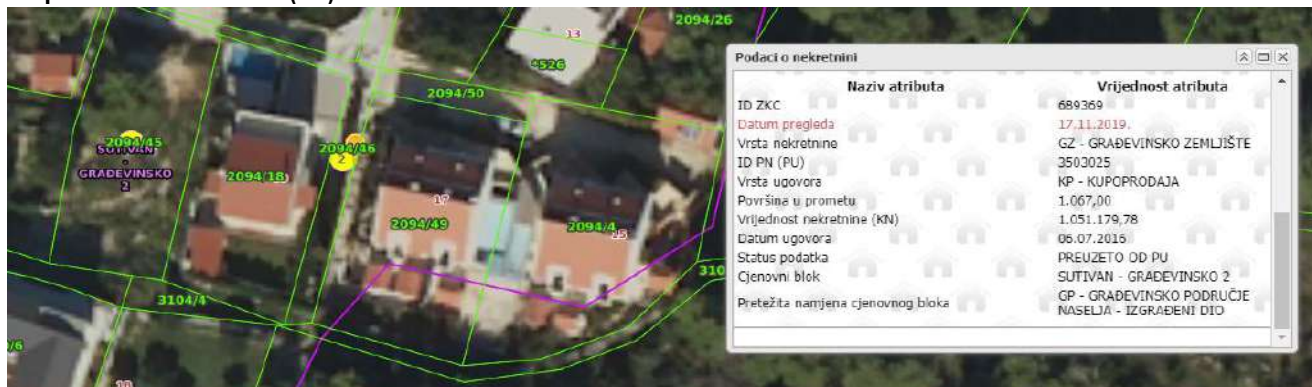 2094/26
13
*526
2094/50
2094/45
SUTIVAN
-
GRAĐEVINSKO
2
2094/46
2
2094/18
17
2094/49
2094/4
15
3104/4
310
/6
19
Podaci o nekretnini
Naziv atributa Vrijednost atributa
ID ZKC 689369
Datum pregleda 17.11.2019.
Vrsta nekretnine GZ - GRAĐEVINSKO ZEMLJIŠTE
ID PN (PU) 3503025
Vrsta ugovora KP - KUPOPRODAJA
Površina u prometu 1.067,00
Vrijednost nekretnine (KN) 1.051.179,78
Datum ugovora 06.07.2016
Status podatka PREUZETO OD PU
Cjenovni blok SUTIVAN - GRAĐEVINSKO 2
Pretežita namjena cjenovnog bloka GP - GRAĐEVINSKO PODRUČJE
NASELJA - IZGRAĐENI DIO